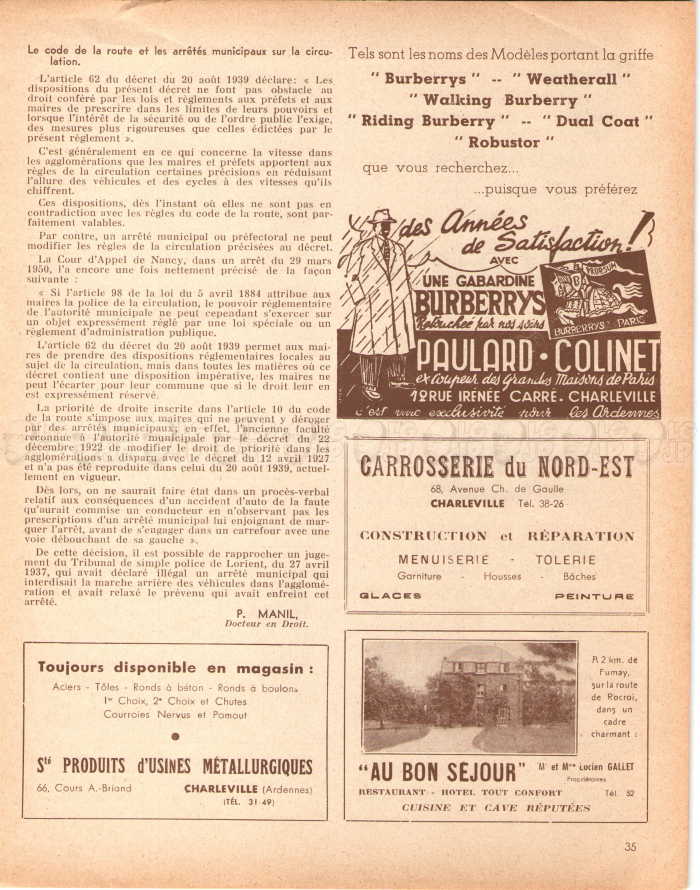 Le code de la route et les arrêtés municipaux sur la circu-
lation.
L'article 62 du décret du 20 août 1939 déclare: « Les
dispositions du présent décret ne font pas obstacle au
droit conféré par les lois et règlements aux préfets et aux
maires de prescrire dans les limites de leurs pouvoirs et
lorsque l'intérêt de la sécurité ou de l'ordre public l'exige,
des mesures plus rigoureuses que celles édictées par le
présent réglement ».
C'est généralement en ce qui concerne la vitesse dans
les agglomérations que les maires et préfets apportent aux
régles de la circulation certaines précisions en réduisant
l'allure des véhicules et des cycles à des vitesses qu'ils
chiffrent.
Ces dispositions, dés l'instant où elles ne sont pas en
contradiction avec les règles du code de la route, sont par-
faitement valables.
Par contre, un arrêté municipal ou préfectoral ne peut
modifier les régles de la circulation précisées au décret.
La Cour d'Appel de Nancy, dans un arrêt du 29 mars
1950, l'a encore une fois nettement précisé de la façon
suivante :
« Si l'article 98 de la loi du 5 avril 1884 attribue aux
maires la police de la circulation, le pouvoir réglementaire
de l'autorité municipale ne peut cependant s'exercer sur
un objet expressément réglé par une loi spéciale ou un
règlement d'administration publique.
L'article 62 du décret du 20 août 1939 permet aux mai-
res de prendre des dispositions réglementaires locales au
sujet de la circulation, mais dans toutes les matières où ce
décret contient une disposition impérative, les maires ne
peut l'écarter pour leur commune que si le droit leur en
est expressément réservé.
La priorité de droite inscrite dans l'article 10 du code
de la route s'impose aux maires qui ne peuvent y déroger
par des arrêtés municipaux; en effet, l'ancienne faculté
reconnue à l'autorité municipale par le décret du 22
décembre 1922 de modifier le droit de priorité dans les
agglomérations a disparu avec le décret du 12 avril 1927
et n'a pas été reproduite dans celui du 20 août 1939, actuel-
lement en vigueur.
Dès lors, on ne saurait faire état dans un procès-verbal
relatif aux conséquences d'un accident d'auto de la faute
qu'aurait commise un conducteur en n'observant pas les
prescriptions d'un arrêté municipal lui enjoignant de mar-
quer l'arrêt, avant de s'engager dans un carrefour avec une
voie débouchant de sa gauche ».
De cette décision, il est possible de rapprocher un juge-
ment du Tribunal de simple police de Lorient, du 27 avril
1937, qui avait déclaré illégal un arrêté municipal qui
interdisait la marche arrière des véhicules dans l'agglomé-
ration et avait relaxé le prévenu qui avait enfreint cet
arrêté.
P. MANIL,
Docteur en Droit.
Toujours disponible en magasin :
Aciers - Tôles - Ronds à béton - Ronds à boulons
1er Choix, 2e Choix et Chutes
Courroies Nervus et Pomout
Sté PRODUITS D'USINES MÉTALLURGIQUES
66, Cours A.-Briand CHARLEVILLE (Ardennes)
(TÉL. 31-49)
Tels sont les noms des Modèles portant la griffe
" Burberrys " -- " Weatherall "
" Walking Burberry "
" Riding Burberry " -- " Dual Coat "
" Robustor "
que vous recherchez...
...puisque vous préférez
des Années
de Satisfaction!
AVEC
UNE GABARDINE
BURBERRYS
Retouchée par nos soins
PRORSUM
BURBERRYS PARIS
PAULARD · COLINET
ex Coupeur des Grandes Maisons de Paris
12 RUE IRÉNÉE CARRÉ. CHARLEVILLE
c'est une exclusivité pour les Ardennes
CARROSSERIE du NORD-EST
68, Avenue Ch. de Gaulle
CHARLEVILLE Tél. 38-26
CONSTRUCTION et RÉPARATION
MENUISERIE - TOLERIE
Garniture - Housses - Bâches
GLACES PEINTURE
A 2 km. de
Fumay,
sur la route
de Rocroi,
dans un
cadre
charmant :
"AU BON SÉJOUR" M. et Mme Lucien GALLET
Propriétaires
RESTAURANT - HOTEL TOUT CONFORT Tél. 52
CUISINE ET CAVE RÉPUTÉES
35